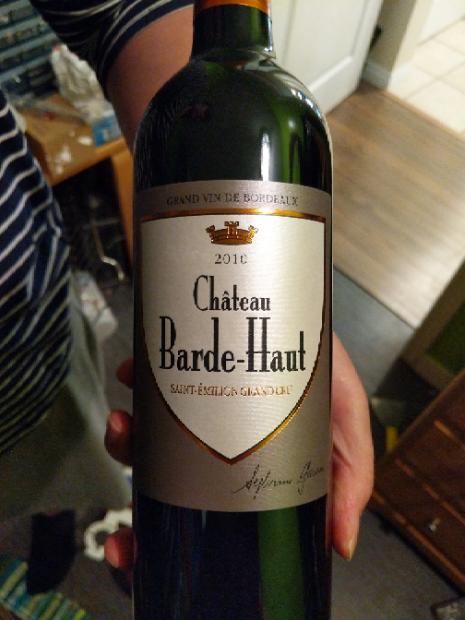 GRAND VIN DE BORDEAUX
2010
Château
Barde-Haut
SAINT-ÉMILION GRAND CRU